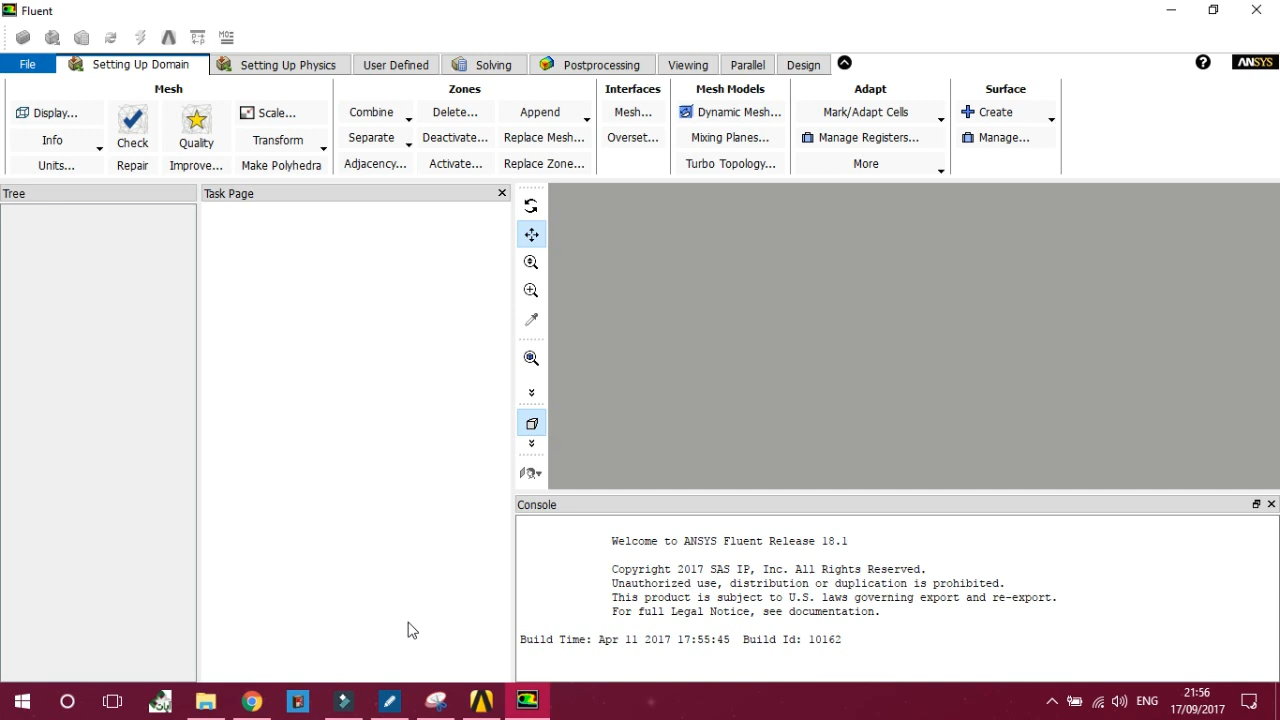 Fluent
File
Setting Up Domain
Setting Up Physics
User Defined
Solving
Postprocessing
Viewing
Parallel
Design
ANSYS
Mesh
Zones
Interfaces
Mesh Models
Adapt
Surface
Display...
Info
Units...
Check
Repair
Quality
Improve...
Scale...
Transform
Make Polyhedra
Combine
Separate
Adjacency...
Delete...
Deactivate...
Activate...
Append
Replace Mesh...
Replace Zone...
Mesh...
Overset...
Dynamic Mesh...
Mixing Planes...
Turbo Topology...
Mark/Adapt Cells
Manage Registers...
More
Create
Manage...
Tree
Task Page
Console
Welcome to ANSYS Fluent Release 18.1
Copyright 2017 SAS IP, Inc. All Rights Reserved.
Unauthorized use, distribution or duplication is prohibited.
This product is subject to U.S. laws governing export and re-export.
For full Legal Notice, see documentation.
Build Time: Apr 11 2017 17:55:45 Build Id: 10162
ENG
21:56
17/09/2017